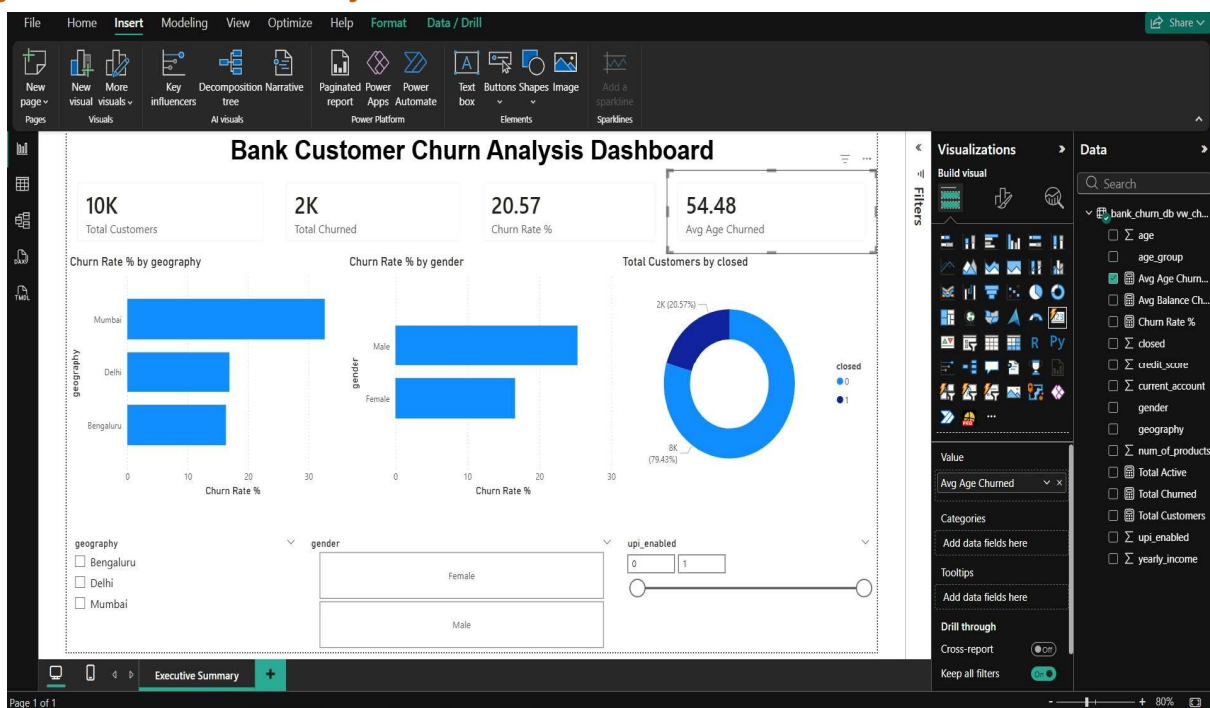 File Home Insert Modeling View Optimize Help Format Data / Drill Share
New page
New visual
More visuals
Key influencers
Decomposition tree
Narrative
Paginated report
Power Apps
Power Automate
Text box
Buttons Shapes Image
Add a sparkline
Pages Visuals AI visuals Power Platform Elements Sparklines
Bank Customer Churn Analysis Dashboard
10K
Total Customers
2K
Total Churned
20.57
Churn Rate %
54.48
Avg Age Churned
Churn Rate % by geography
geography
Mumbai
Delhi
Bengaluru
0 10 20 30
Churn Rate %
Churn Rate % by gender
gender
Male
Female
0 10 20 30
Churn Rate %
Total Customers by closed
2K (20.57%)
8K
(79.43%)
closed
0
1
geography
Bengaluru
Delhi
Mumbai
gender
Female
Male
upi_enabled
0 1
Filters
Visualizations
Build visual
R Py
Value
Avg Age Churned
Categories
Add data fields here
Tooltips
Add data fields here
Drill through
Cross-report Off
Keep all filters On
Data
Search
bank_churn_db vw_ch...
age
age_group
Avg Age Churn...
Avg Balance Ch...
Churn Rate %
closed
credit_score
current_account
gender
geography
num_of_products
Total Active
Total Churned
Total Customers
upi_enabled
yearly_income
DAX
TMDL
Executive Summary +
Page 1 of 1
- + 80%